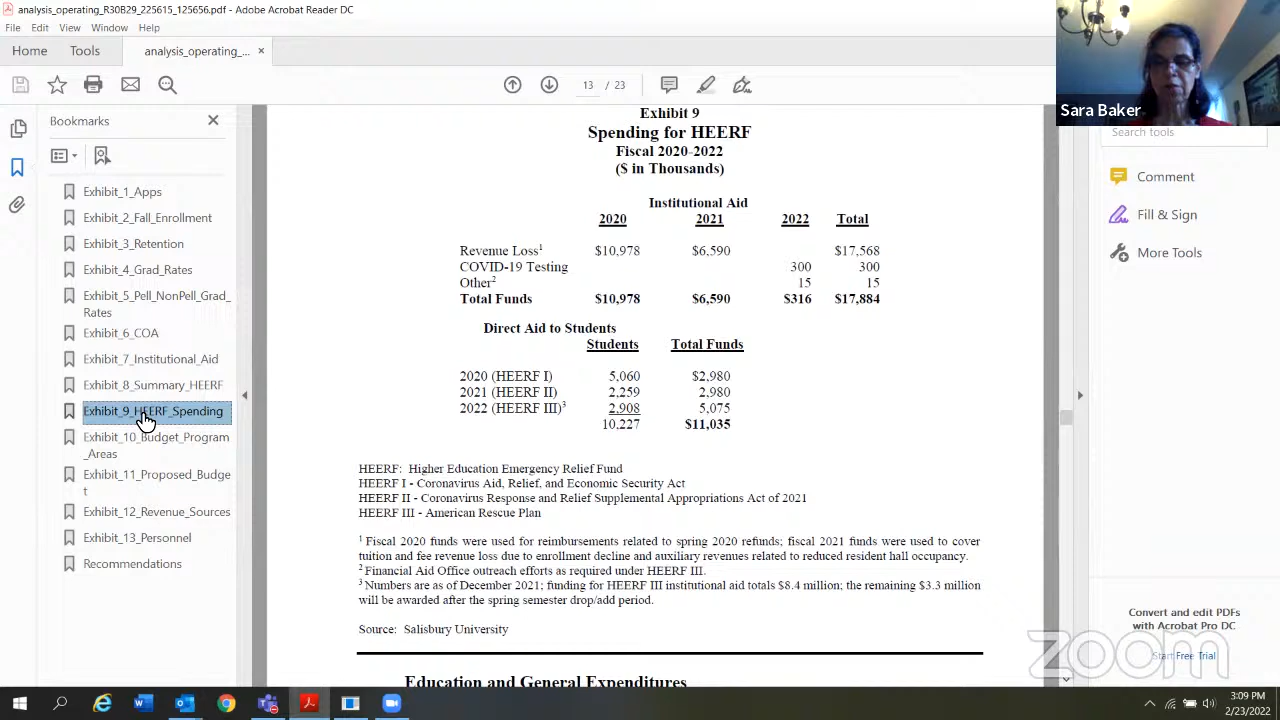 analysis_operating_R30B29_225615_125656.pdf - Adobe Acrobat Reader DC
File Edit View Window Help
Home Tools analysis_operating_... ×
13 / 23
Sara Baker
Bookmarks
Exhibit_1_Apps
Exhibit_2_Fall_Enrollment
Exhibit_3_Retention
Exhibit_4_Grad_Rates
Exhibit_5_Pell_NonPell_Grad_
Rates
Exhibit_6_COA
Exhibit_7_Institutional_Aid
Exhibit_8_Summary_HEERF
Exhibit_9_HEERF_Spending
Exhibit_10_Budget_Program
_Areas
Exhibit_11_Proposed_Budge
t
Exhibit_12_Revenue_Sources
Exhibit_13_Personnel
Recommendations
Exhibit 9
Spending for HEERF
Fiscal 2020-2022
($ in Thousands)
Institutional Aid
2020 2021 2022 Total
Revenue Loss1 $10,978 $6,590 $17,568
COVID-19 Testing 300 300
Other2 15 15
Total Funds $10,978 $6,590 $316 $17,884
Direct Aid to Students
Students Total Funds
2020 (HEERF I) 5,060 $2,980
2021 (HEERF II) 2,259 2,980
2022 (HEERF III)3 2,908 5,075
10,227 $11,035
HEERF: Higher Education Emergency Relief Fund
HEERF I - Coronavirus Aid, Relief, and Economic Security Act
HEERF II - Coronavirus Response and Relief Supplemental Appropriations Act of 2021
HEERF III - American Rescue Plan
1 Fiscal 2020 funds were used for reimbursements related to spring 2020 refunds; fiscal 2021 funds were used to cover
tuition and fee revenue loss due to enrollment decline and auxiliary revenues related to reduced resident hall occupancy.
2 Financial Aid Office outreach efforts as required under HEERF III.
3 Numbers are as of December 2021; funding for HEERF III institutional aid totals $8.4 million; the remaining $3.3 million
will be awarded after the spring semester drop/add period.
Source: Salisbury University
Education and General Expenditures
Search tools
Comment
Fill & Sign
More Tools
Convert and edit PDFs
with Acrobat Pro DC
Start Free Trial
zoom
3:09 PM
2/23/2022